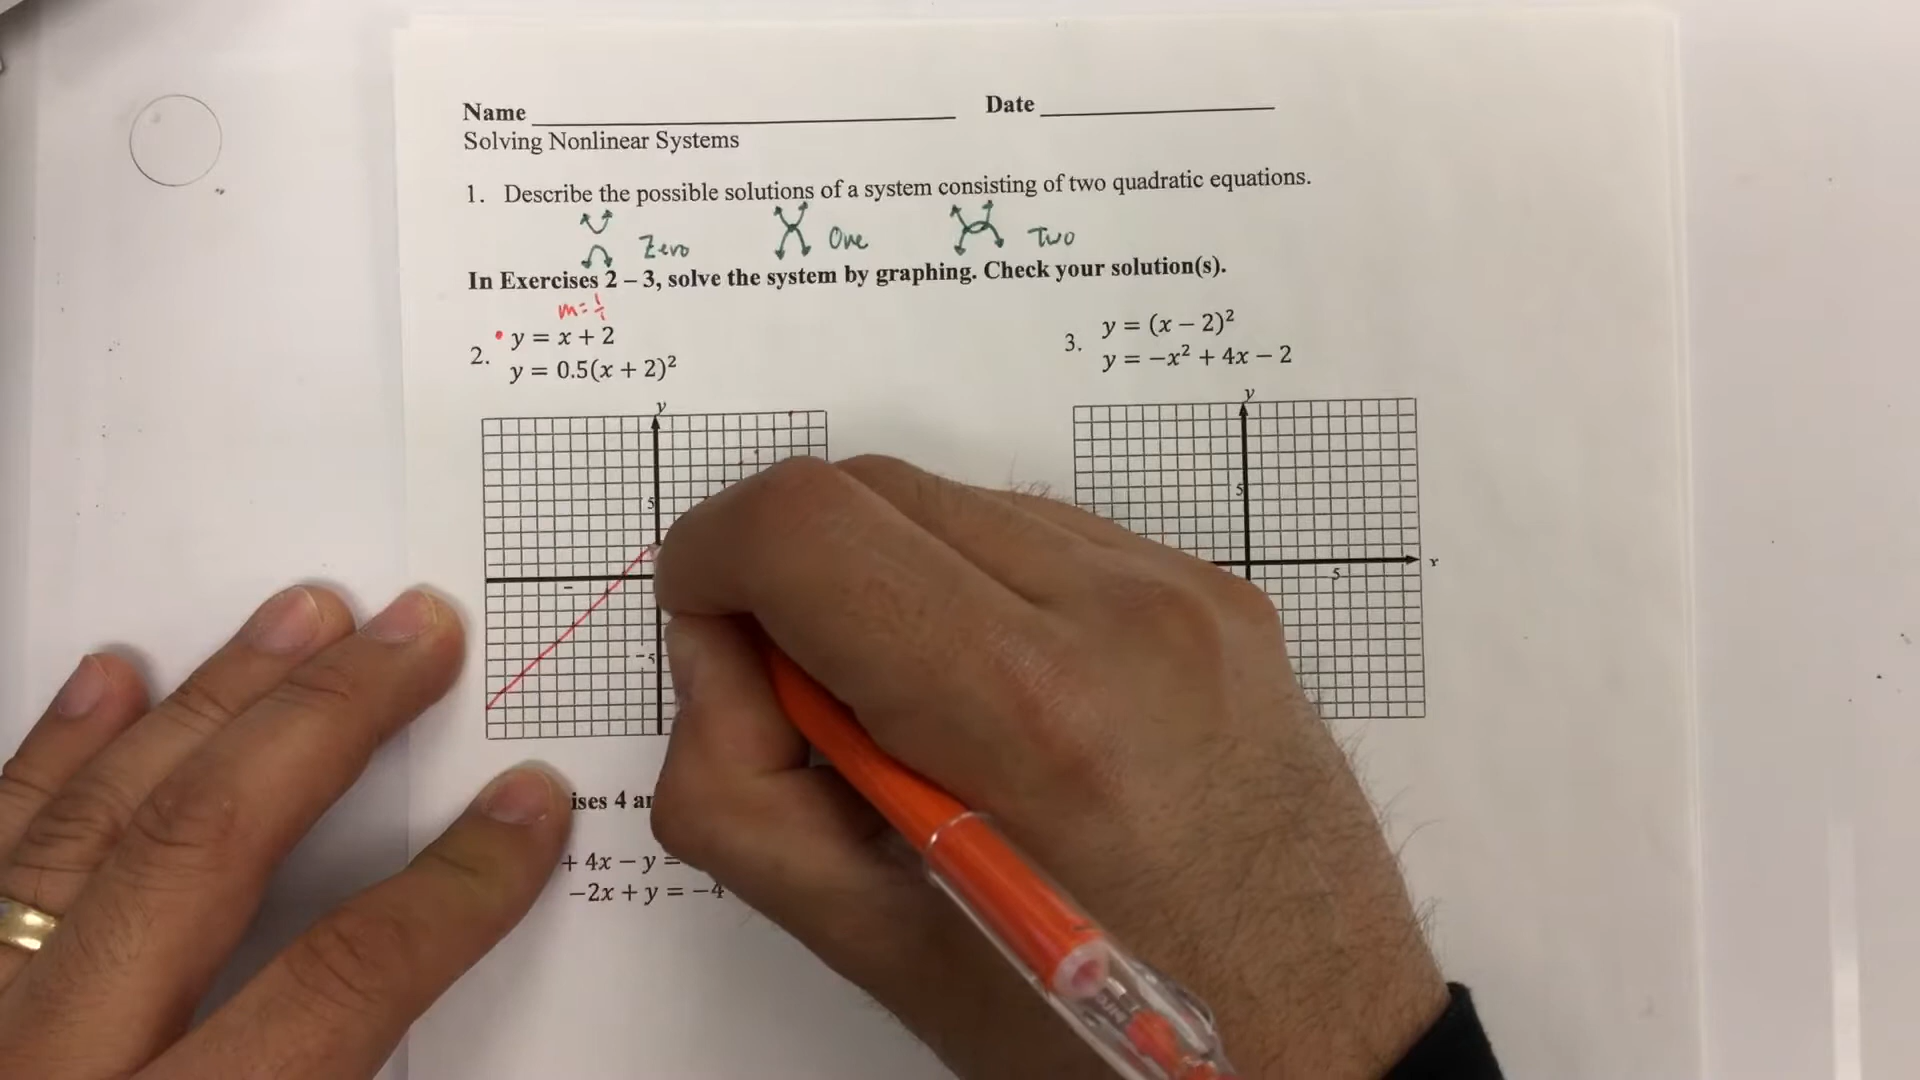 Name Date
Solving Nonlinear Systems
1. Describe the possible solutions of a system consisting of two quadratic equations.
Zero One Two
In Exercises 2 – 3, solve the system by graphing. Check your solution(s).
m = 1/1
2. y = x + 2
y = 0.5(x + 2)²
3. y = (x − 2)²
y = −x² + 4x − 2
y
5
−5
y
5
x
5
ises 4 ar
+ 4x − y =
−2x + y = −4